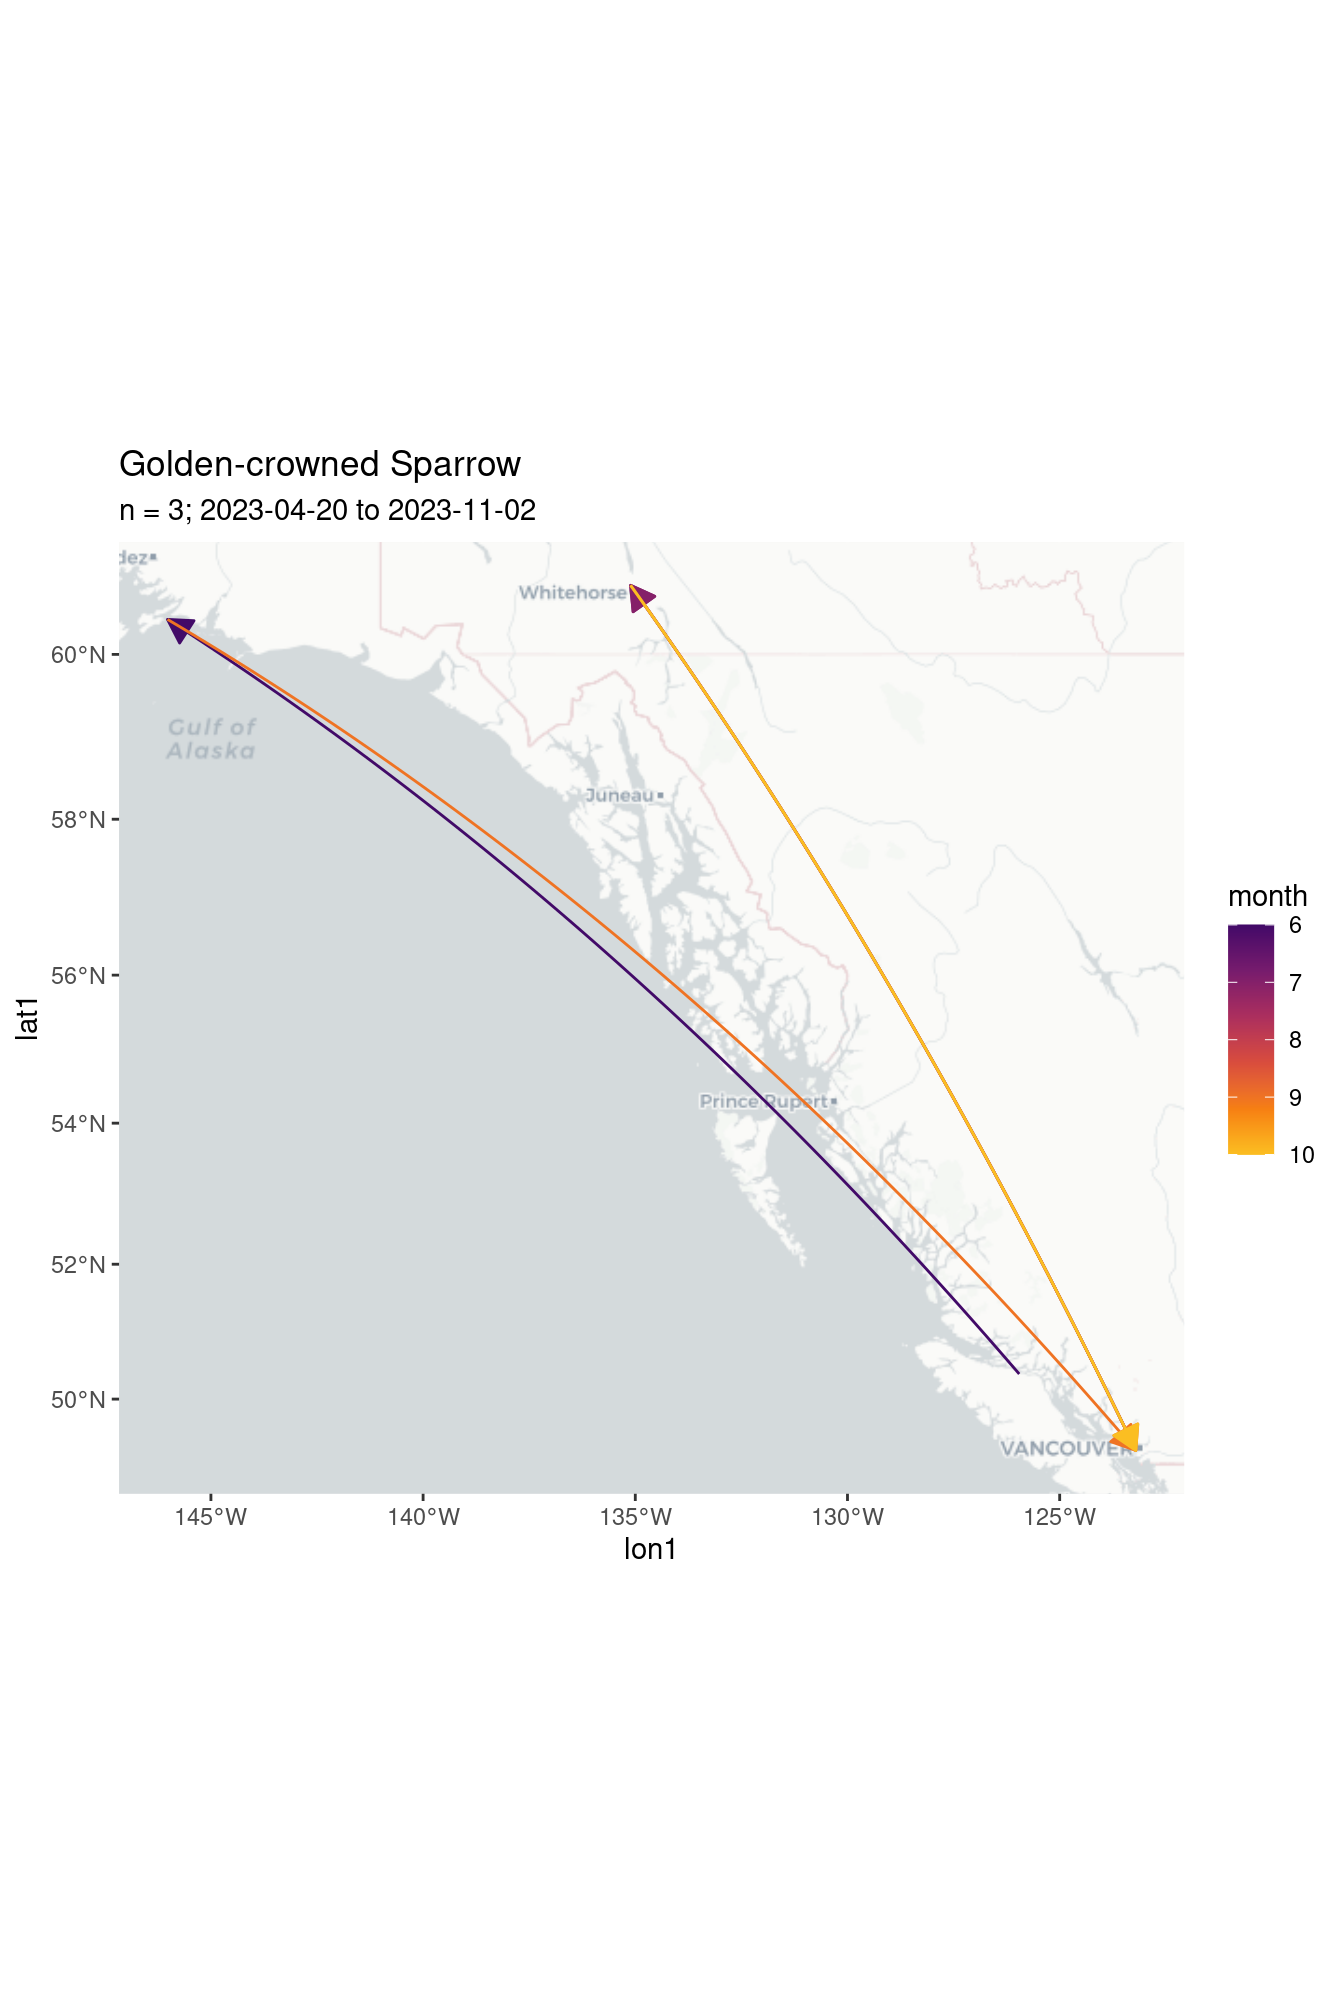 Golden-crowned Sparrow
n = 3; 2023-04-20 to 2023-11-02
dez
Whitehorse
60°N
Gulf of
Alaska
Juneau
58°N
month
6
7
8
9
10
56°N
lat1
Prince Rupert
54°N
52°N
50°N
VANCOUVER
145°W
140°W
135°W
130°W
125°W
lon1